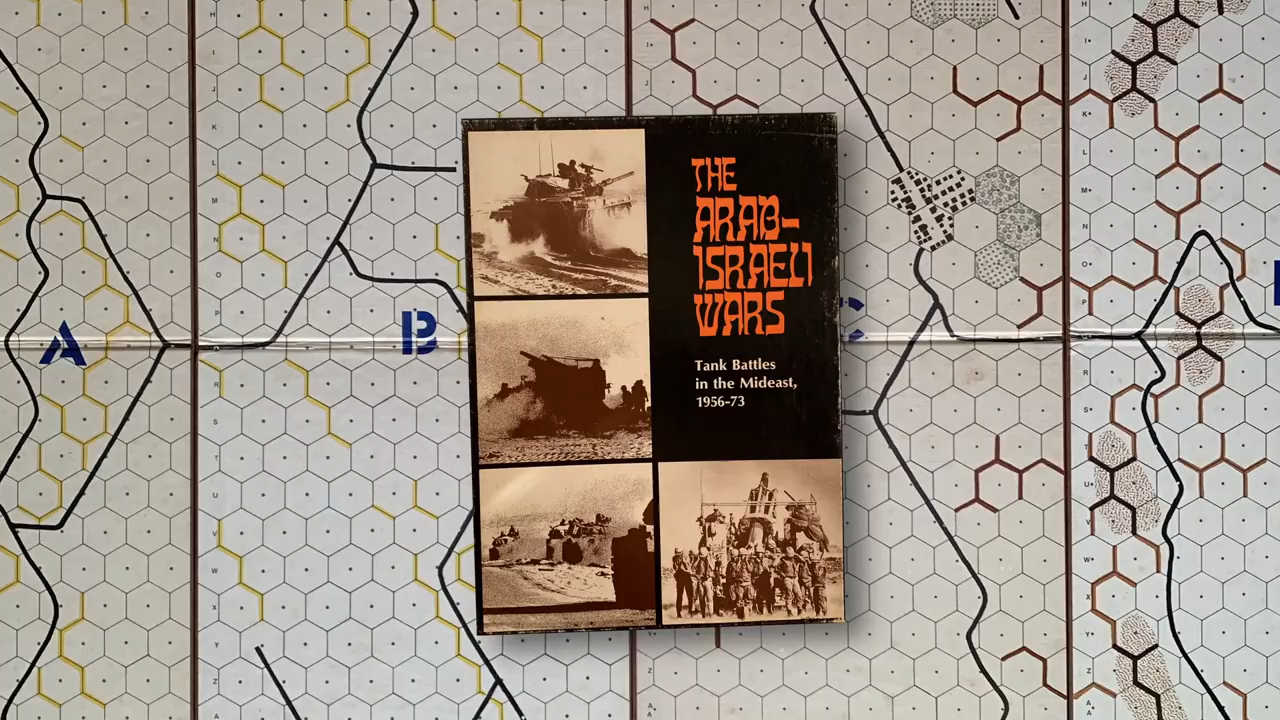 THE
ARAB-
ISRAELI
WARS
Tank Battles
in the Mideast,
1956-73
A
B